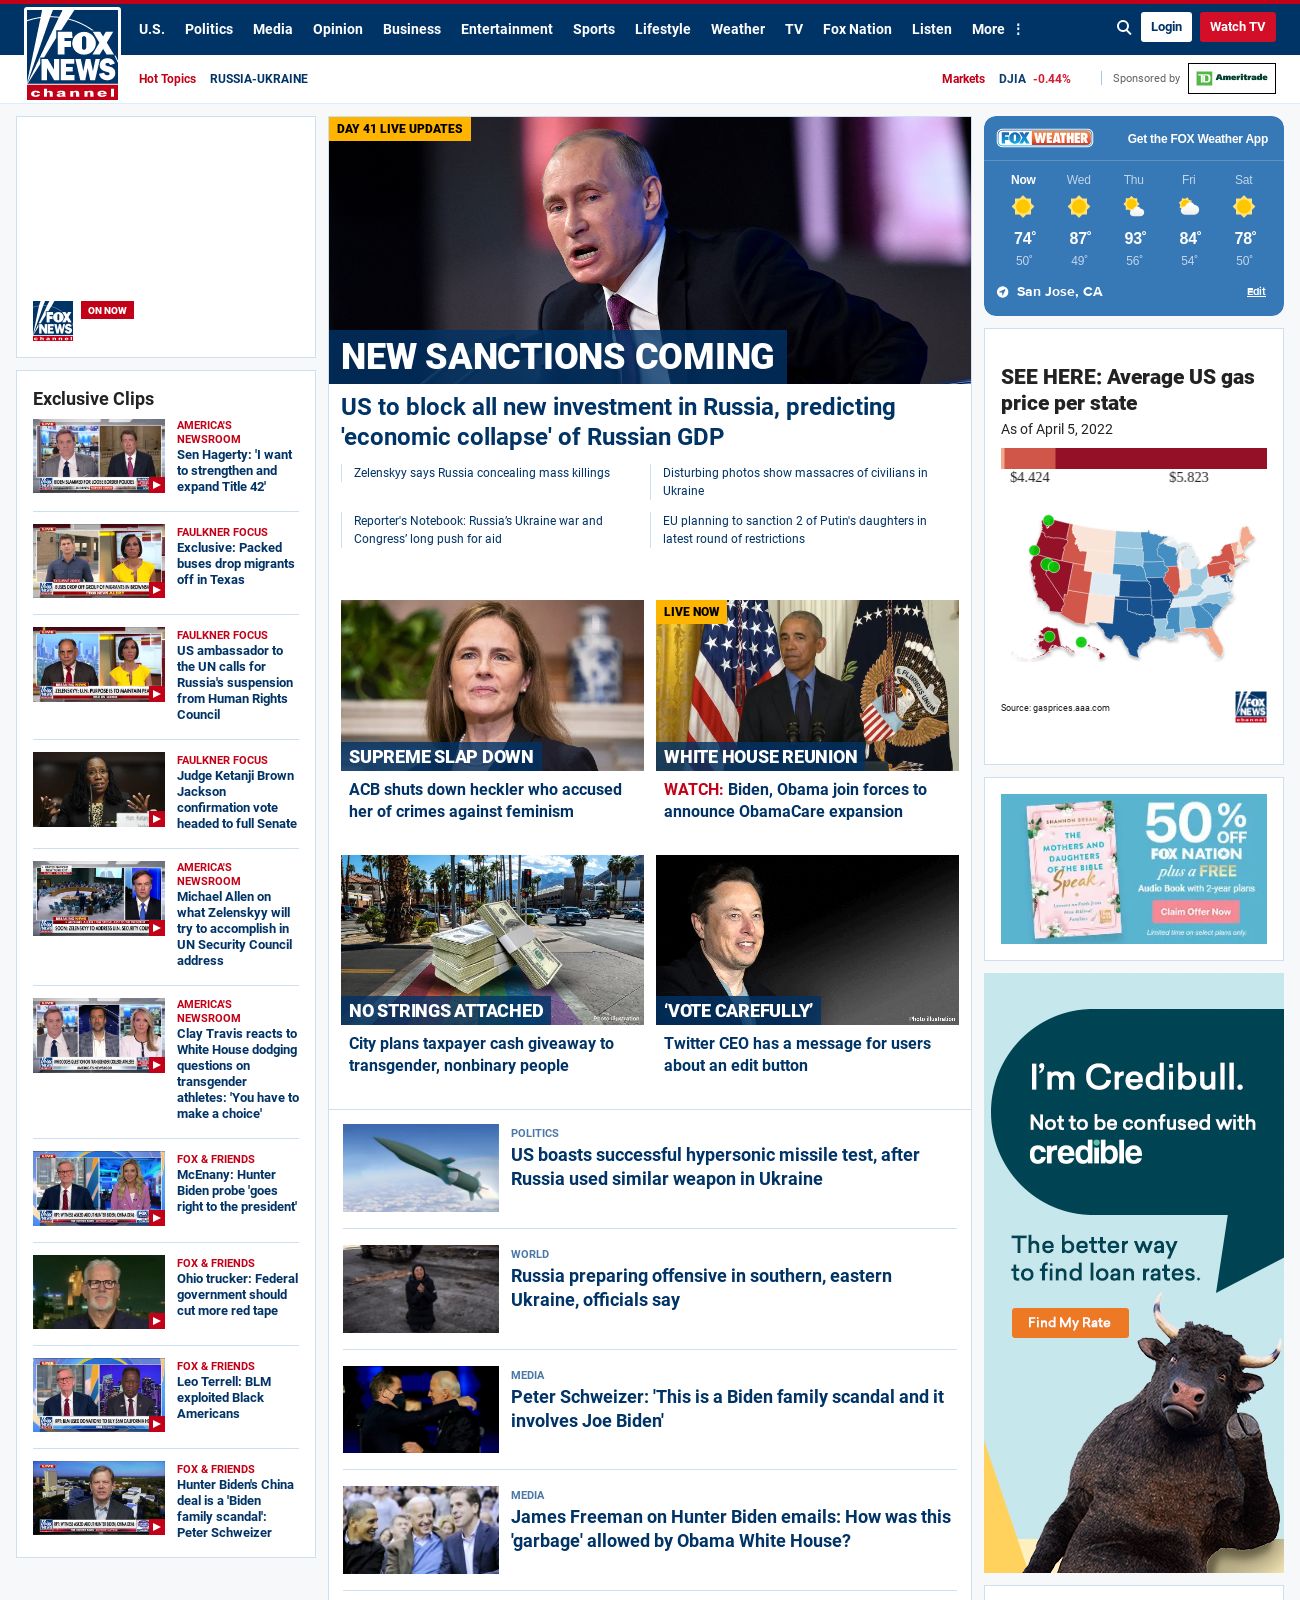 FOX
NEWS
channel
U.S. Politics Media Opinion Business Entertainment Sports Lifestyle Weather TV Fox Nation Listen More
Login
Watch TV
Hot Topics RUSSIA-UKRAINE
Markets DJIA -0.44%
Sponsored by
TD Ameritrade
FOX
NEWS
channel
ON NOW
Exclusive Clips
AMERICA'S
NEWSROOM
Sen Hagerty: 'I want
to strengthen and
expand Title 42'
FAULKNER FOCUS
Exclusive: Packed
buses drop migrants
off in Texas
FAULKNER FOCUS
US ambassador to
the UN calls for
Russia's suspension
from Human Rights
Council
FAULKNER FOCUS
Judge Ketanji Brown
Jackson
confirmation vote
headed to full Senate
AMERICA'S
NEWSROOM
Michael Allen on
what Zelenskyy will
try to accomplish in
UN Security Council
address
AMERICA'S
NEWSROOM
Clay Travis reacts to
White House dodging
questions on
transgender
athletes: 'You have to
make a choice'
FOX & FRIENDS
McEnany: Hunter
Biden probe 'goes
right to the president'
FOX & FRIENDS
Ohio trucker: Federal
government should
cut more red tape
FOX & FRIENDS
Leo Terrell: BLM
exploited Black
Americans
FOX & FRIENDS
Hunter Biden's China
deal is a 'Biden
family scandal':
Peter Schweizer
DAY 41 LIVE UPDATES
NEW SANCTIONS COMING
US to block all new investment in Russia, predicting
'economic collapse' of Russian GDP
Zelenskyy says Russia concealing mass killings
Disturbing photos show massacres of civilians in
Ukraine
Reporter's Notebook: Russia's Ukraine war and
Congress' long push for aid
EU planning to sanction 2 of Putin's daughters in
latest round of restrictions
SUPREME SLAP DOWN
ACB shuts down heckler who accused
her of crimes against feminism
LIVE NOW
WHITE HOUSE REUNION
WATCH: Biden, Obama join forces to
announce ObamaCare expansion
NO STRINGS ATTACHED
Photo illustration
City plans taxpayer cash giveaway to
transgender, nonbinary people
‘VOTE CAREFULLY’
Photo illustration
Twitter CEO has a message for users
about an edit button
POLITICS
US boasts successful hypersonic missile test, after
Russia used similar weapon in Ukraine
WORLD
Russia preparing offensive in southern, eastern
Ukraine, officials say
MEDIA
Peter Schweizer: 'This is a Biden family scandal and it
involves Joe Biden'
MEDIA
James Freeman on Hunter Biden emails: How was this
'garbage' allowed by Obama White House?
FOX WEATHER
Get the FOX Weather App
Now Wed Thu Fri Sat
74° 87° 93° 84° 78°
50° 49° 56° 54° 50°
San Jose, CA
Edit
SEE HERE: Average US gas
price per state
As of April 5, 2022
$4.424 $5.823
Source: gasprices.aaa.com
FOX
NEWS
channel
SHANNON BREAM
THE
MOTHERS AND
DAUGHTERS
OF THE BIBLE
Speak
50% OFF
FOX NATION
plus a FREE
Audio Book with 2-year plans
Claim Offer Now
Limited time on select plans only.
I'm Credibull.
Not to be confused with
credible
The better way
to find loan rates.
Find My Rate